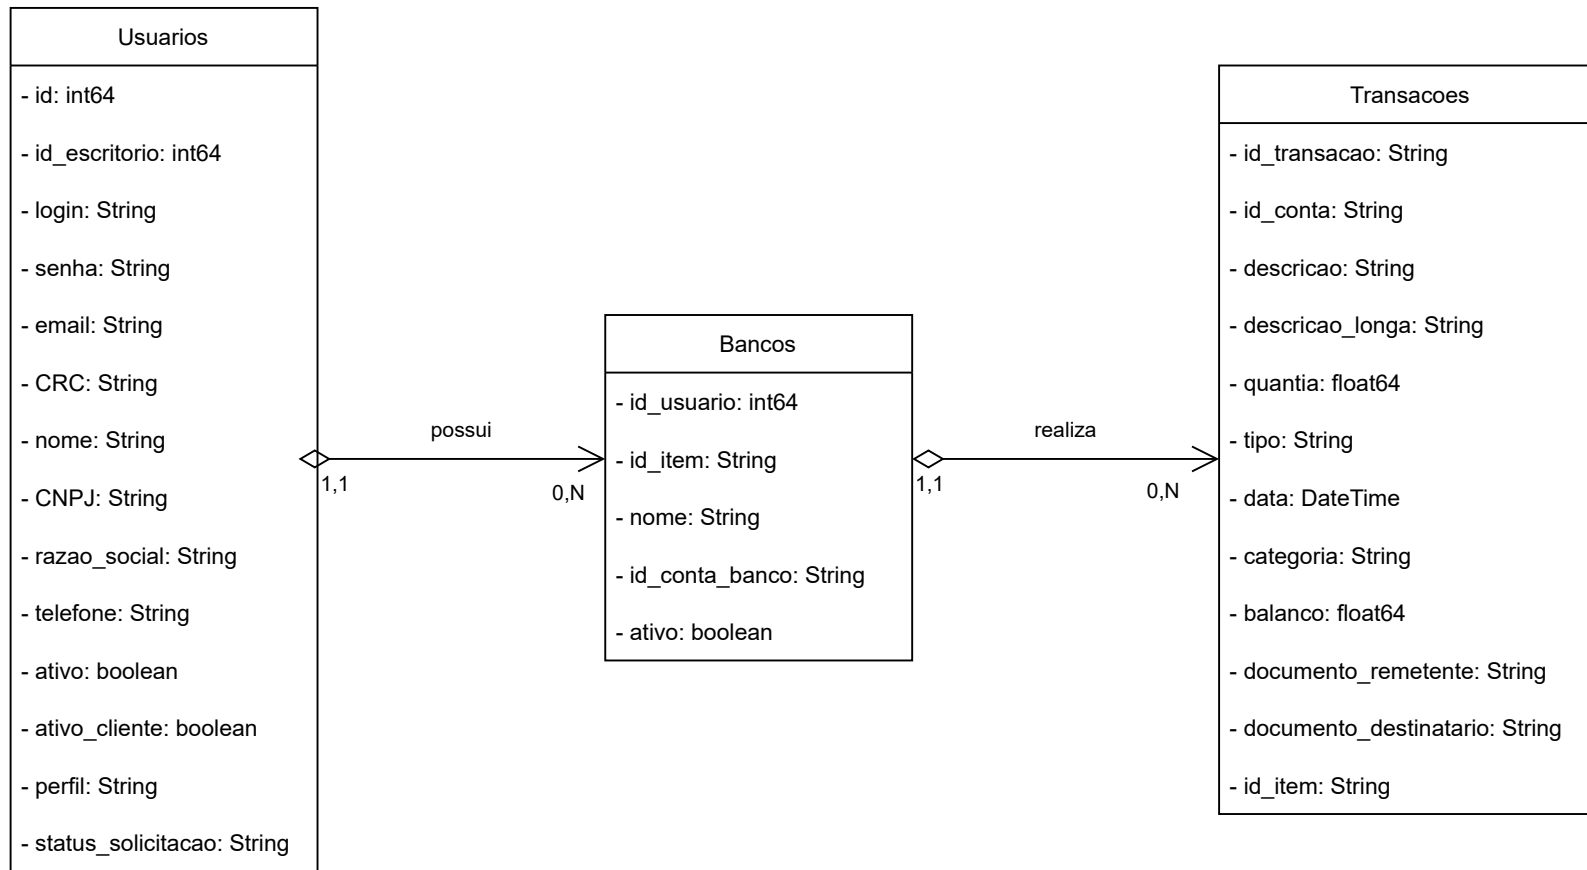 Usuarios
- id: int64
- id_escritorio: int64
- login: String
- senha: String
- email: String
- CRC: String
- nome: String
- CNPJ: String
- razao_social: String
- telefone: String
- ativo: boolean
- ativo_cliente: boolean
- perfil: String
- status_solicitacao: String
possui
1,1
0,N
Bancos
- id_usuario: int64
- id_item: String
- nome: String
- id_conta_banco: String
- ativo: boolean
realiza
1,1
0,N
Transacoes
- id_transacao: String
- id_conta: String
- descricao: String
- descricao_longa: String
- quantia: float64
- tipo: String
- data: DateTime
- categoria: String
- balanco: float64
- documento_remetente: String
- documento_destinatario: String
- id_item: String